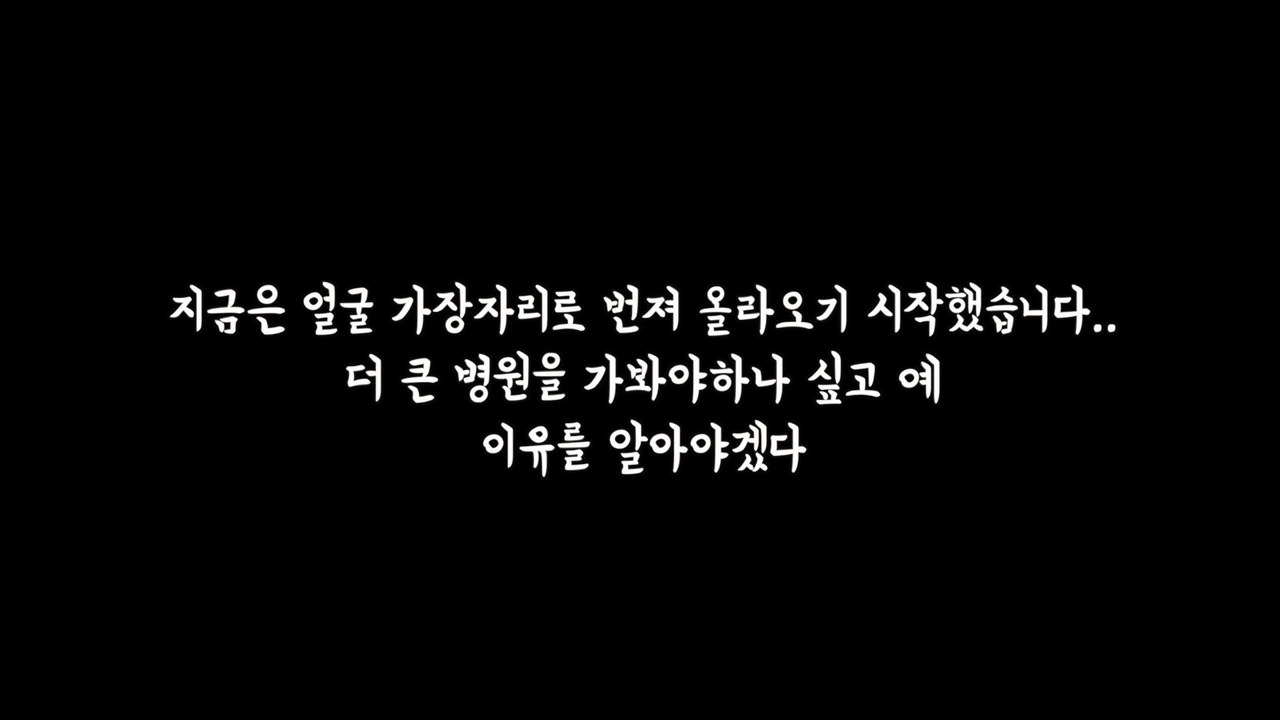 지금은 얼굴 가장자리로 번져 올라오기 시작했습니다..
더 큰 병원을 가봐야하나 싶고 예
이유를 알아야겠다